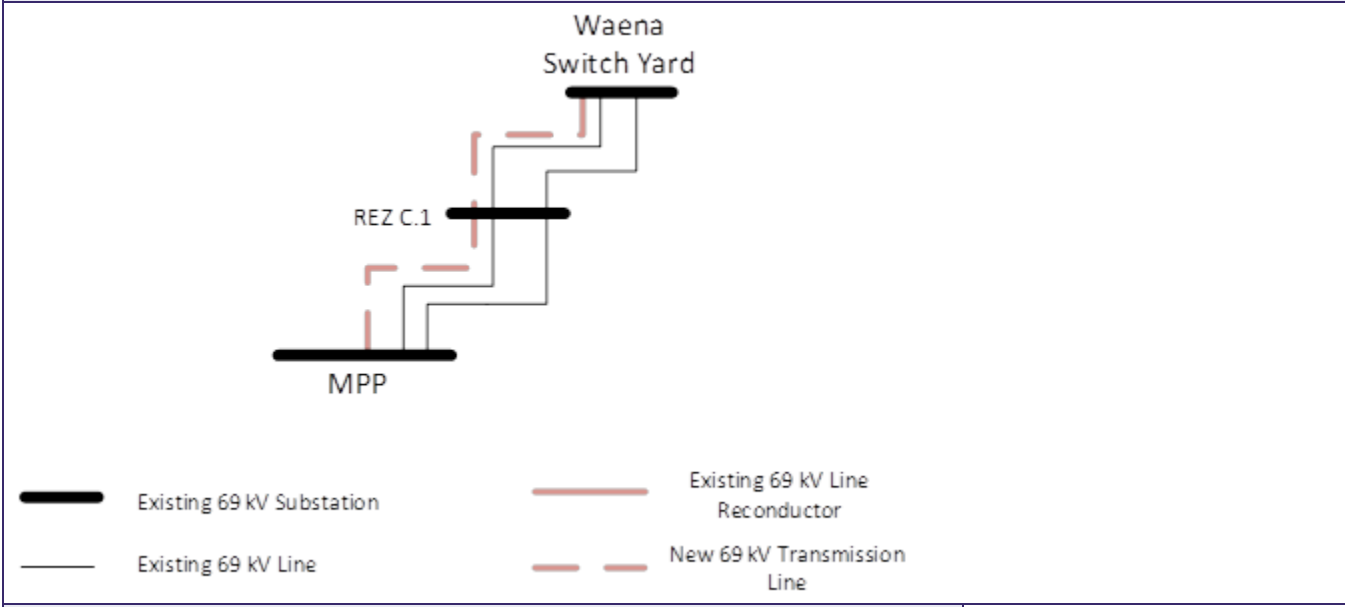 Waena
Switch Yard
REZ C.1
MPP
Existing 69 kV Substation
Existing 69 kV Line
Reconductor
Existing 69 kV Line
New 69 kV Transmission
Line